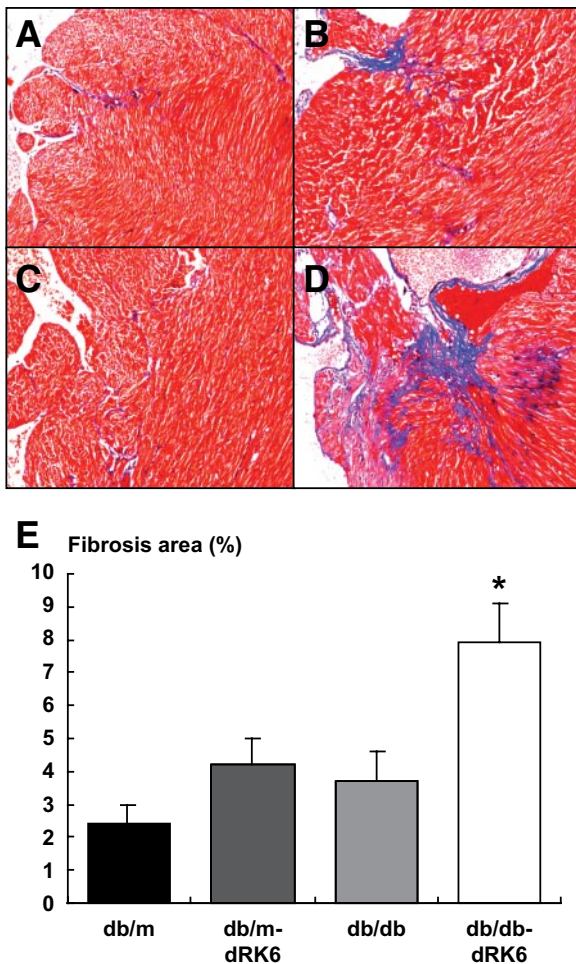 A
B
C
D
E Fibrosis area (%)
10
9
8
7
6
5
4
3
2
1
0
*
db/m
db/m-
dRK6
db/db
db/db-
dRK6